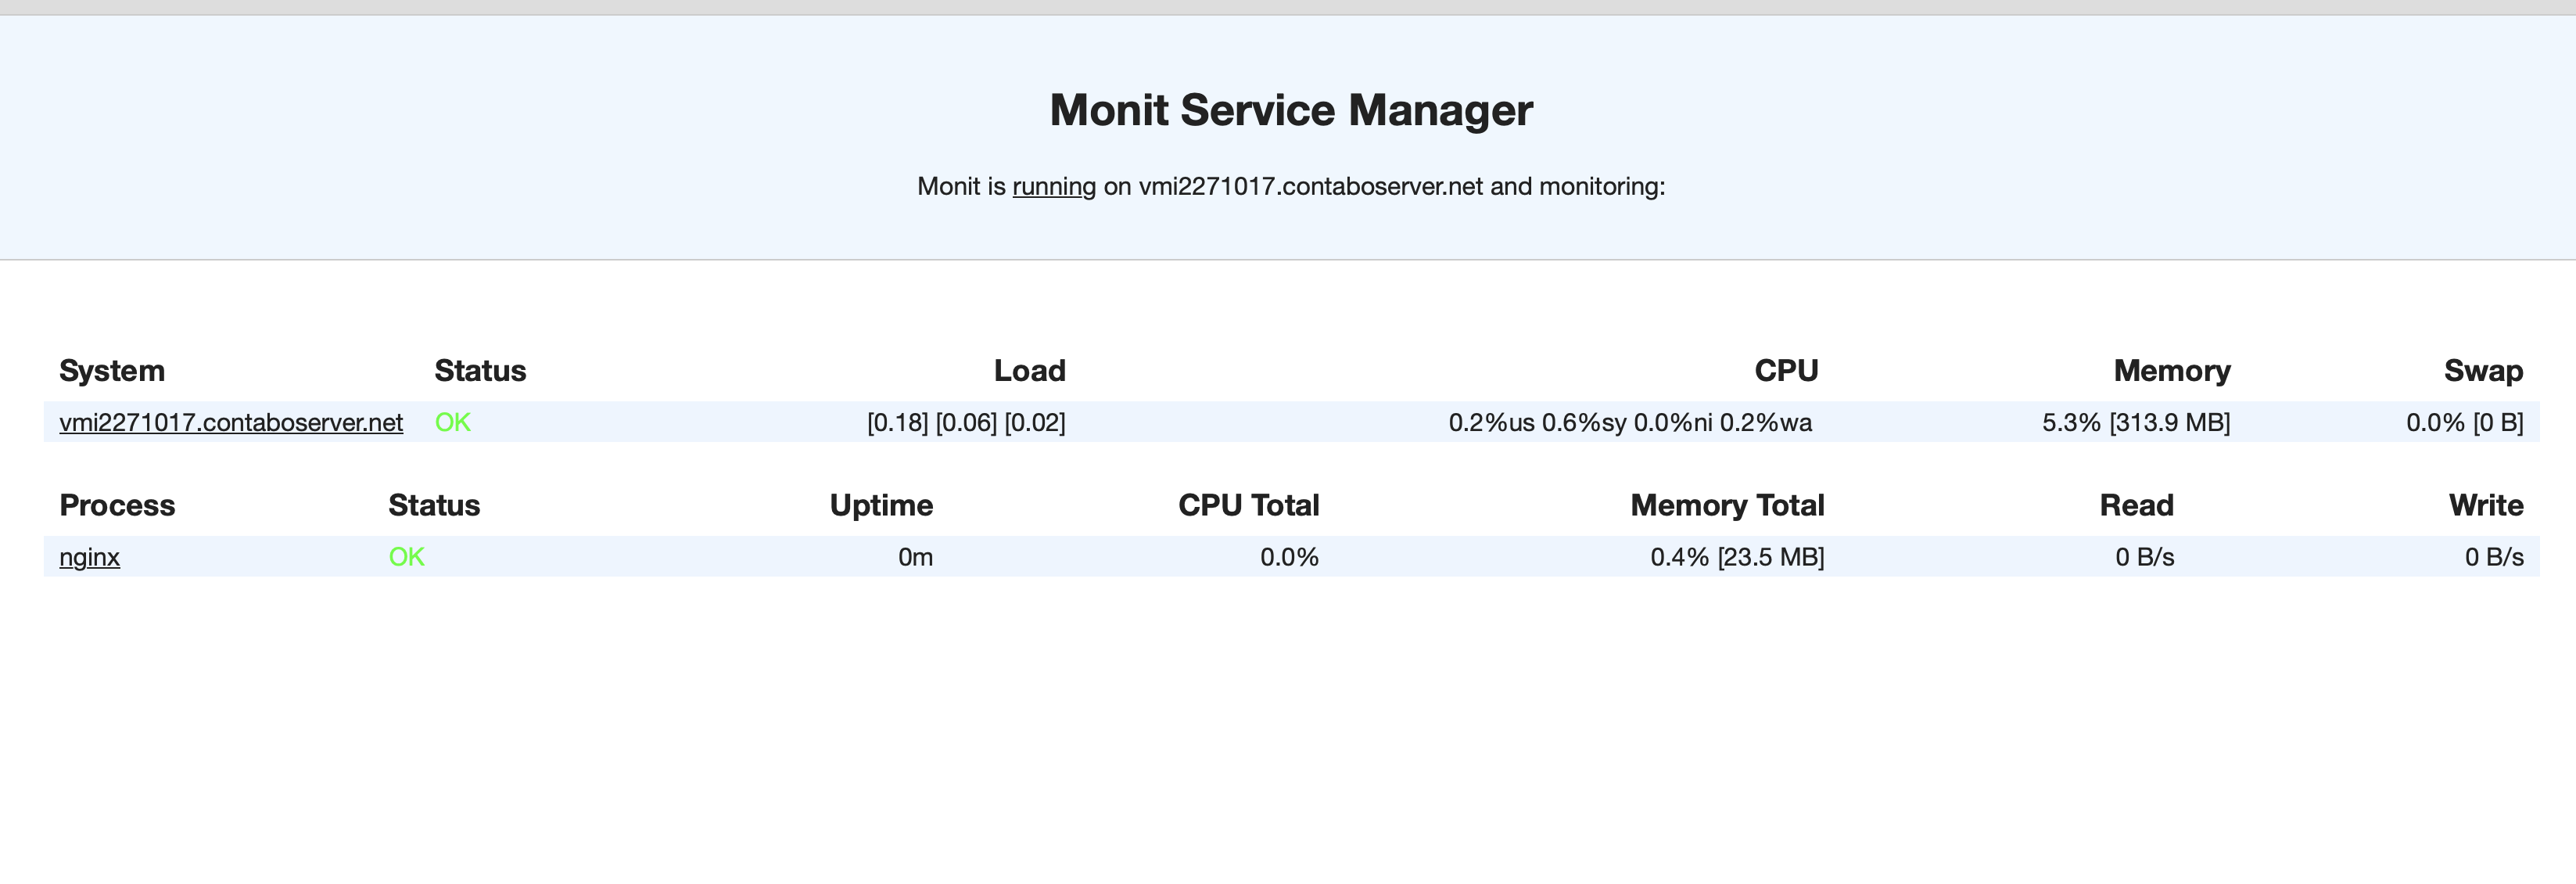 Monit Service Manager
Monit is running on vmi2271017.contaboserver.net and monitoring:
System Status Load CPU Memory Swap
vmi2271017.contaboserver.net OK [0.18] [0.06] [0.02] 0.2%us 0.6%sy 0.0%ni 0.2%wa 5.3% [313.9 MB] 0.0% [0 B]
Process Status Uptime CPU Total Memory Total Read Write
nginx OK 0m 0.0% 0.4% [23.5 MB] 0 B/s 0 B/s